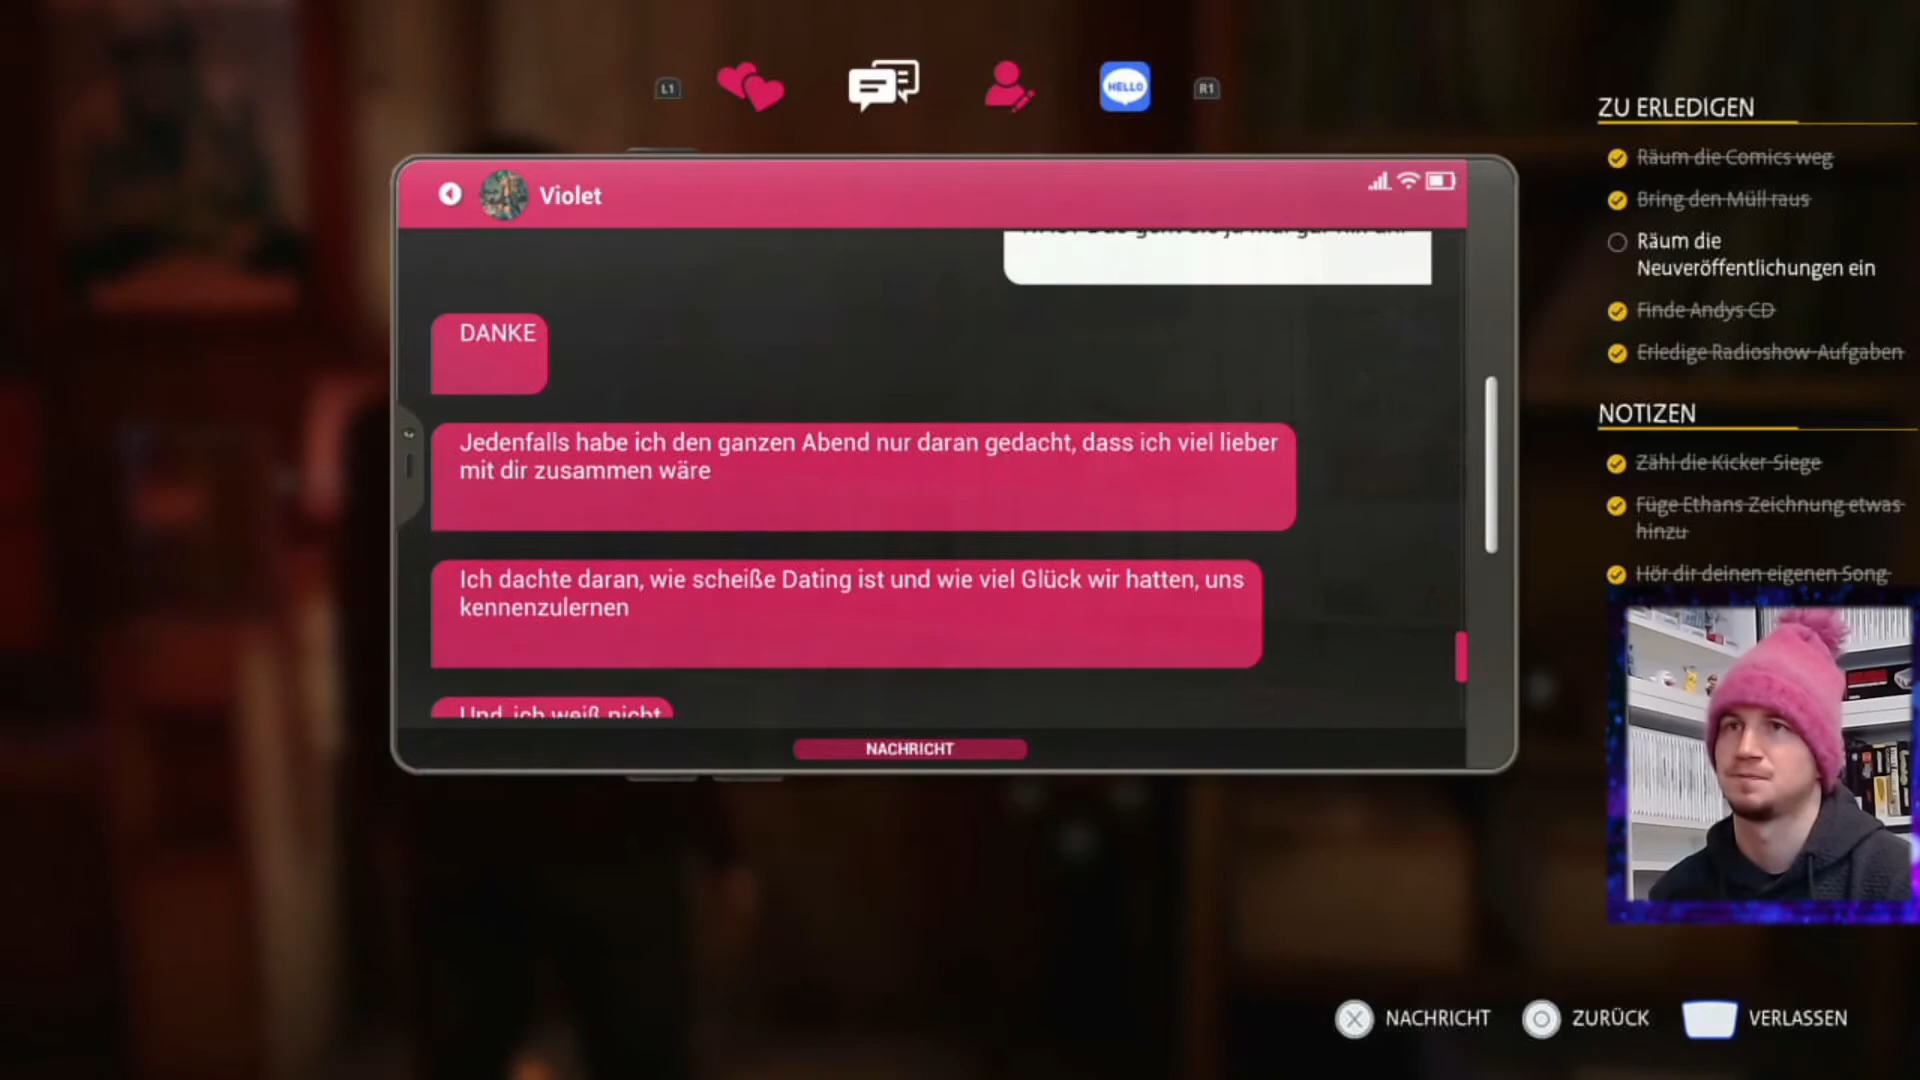 L1
HELLO
R1
Violet
DANKE
Jedenfalls habe ich den ganzen Abend nur daran gedacht, dass ich viel lieber
mit dir zusammen wäre
Ich dachte daran, wie scheiße Dating ist und wie viel Glück wir hatten, uns
kennenzulernen
Und, ich weiß nicht
NACHRICHT
ZU ERLEDIGEN
Räum die Comics weg
Bring den Müll raus
Räum die
Neuveröffentlichungen ein
Finde Andys CD
Erledige Radioshow-Aufgaben
NOTIZEN
Zähl die Kicker-Siege
Füge Ethans Zeichnung etwas
hinzu
Hör dir deinen eigenen Song
NACHRICHT
ZURÜCK
VERLASSEN